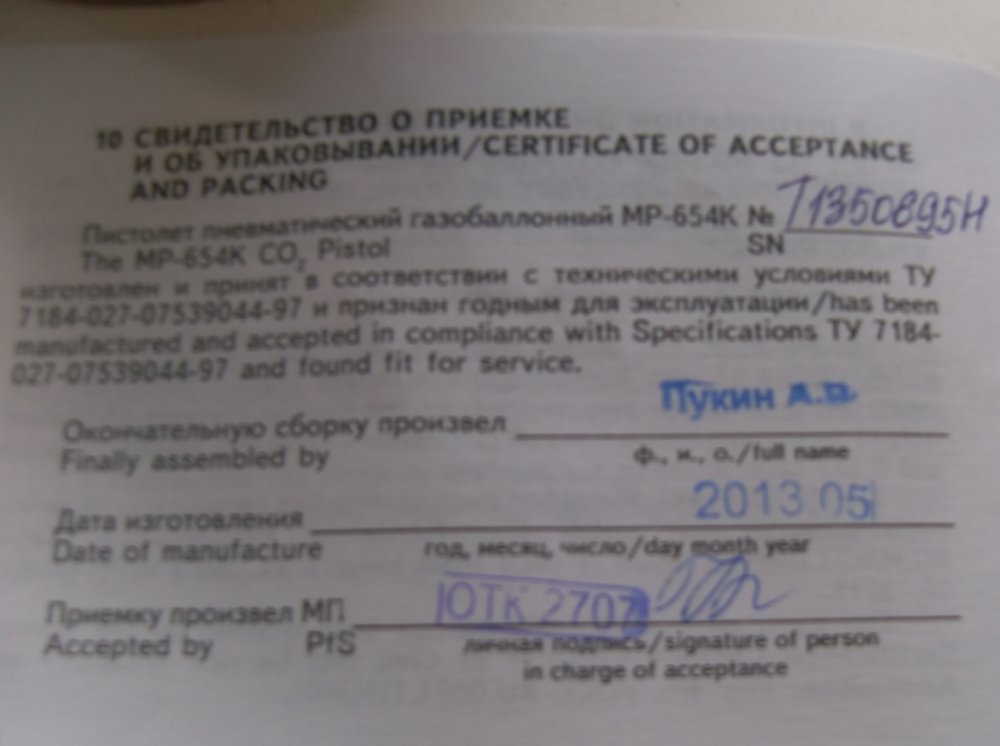 10 СВИДЕТЕЛЬСТВО О ПРИЕМКЕ
И ОБ УПАКОВЫВАНИИ/CERTIFICATE OF ACCEPTANCE
AND PACKING
Пистолет пневматический газобаллонный МР-654К № Т1350895Н
The MP-654K CO₂ Pistol SN
изготовлен и принят в соответствии с техническими условиями ТУ
7184-027-07539044-97 и признан годным для эксплуатации/has been
manufactured and accepted in compliance with Specifications ТУ 7184-
027-07539044-97 and found fit for service.
Пукин А.В.
Окончательную сборку произвел
Finally assembled by ф., и., о./full name
2013 05
Дата изготовления
Date of manufacture год, месяц, число/day month year
Приемку произвел МП ОТК 2707
Accepted by PfS личная подпись/signature of person
in charge of acceptance